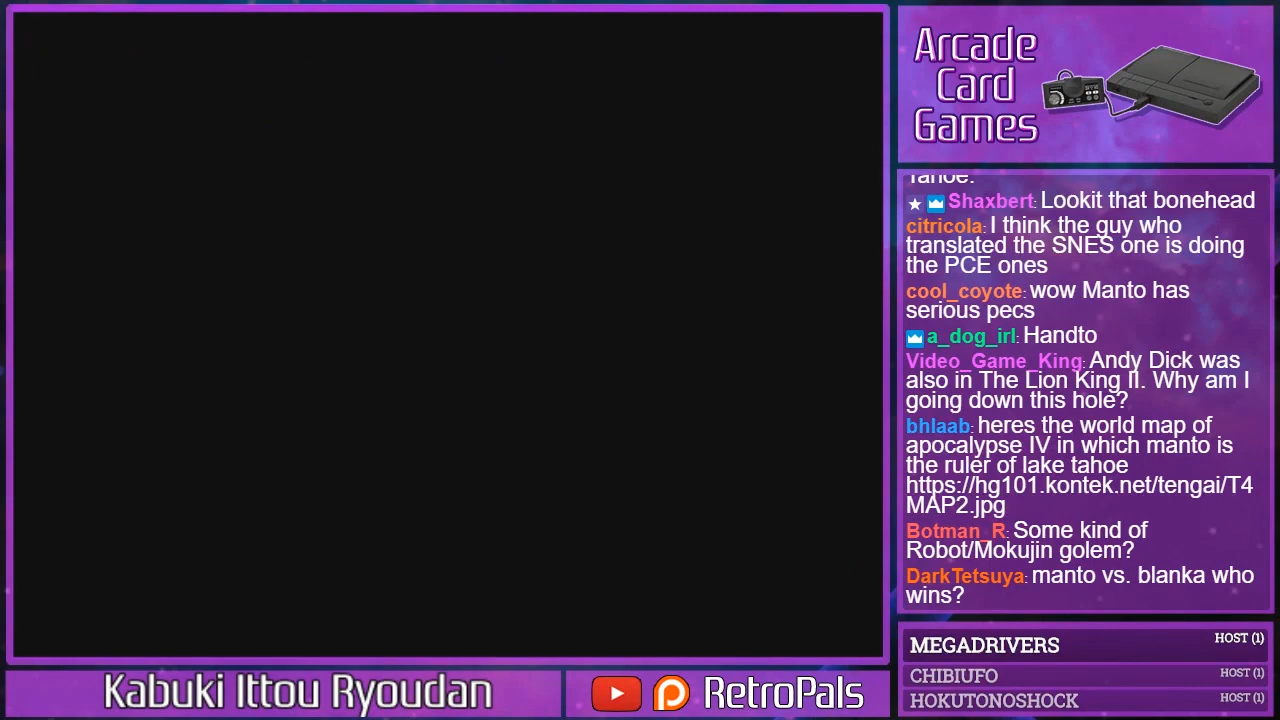 Arcade
Card
Games
Tahoe.
Shaxbert: Lookit that bonehead
citricola: I think the guy who
translated the SNES one is doing
the PCE ones
cool_coyote: wow Manto has
serious pecs
a_dog_irl: Handto
Video_Game_King: Andy Dick was
also in The Lion King II. Why am I
going down this hole?
bhlaab: heres the world map of
apocalypse IV in which manto is
the ruler of lake tahoe
https://hg101.kontek.net/tengai/T4
MAP2.jpg
Botman_R: Some kind of
Robot/Mokujin golem?
DarkTetsuya: manto vs. blanka who
wins?
MEGADRIVERS HOST (1)
CHIBIUFO HOST (1)
HOKUTONOSHOCK HOST (1)
Kabuki Ittou Ryoudan
RetroPals